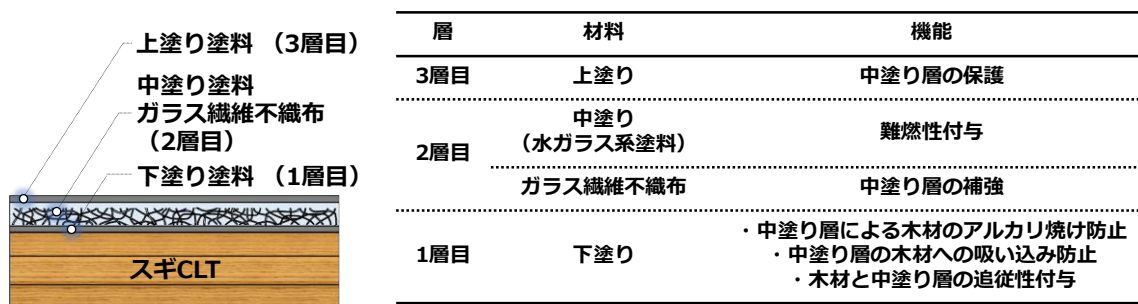 上塗り塗料 （3層目）
中塗り塗料
ガラス繊維不織布
（2層目）
下塗り塗料 （1層目）
スギCLT
層 材料 機能
3層目 上塗り 中塗り層の保護
2層目
中塗り
（水ガラス系塗料）
難燃性付与
ガラス繊維不織布 中塗り層の補強
1層目 下塗り
・中塗り層による木材のアルカリ焼け防止
・中塗り層の木材への吸い込み防止
・木材と中塗り層の追従性付与